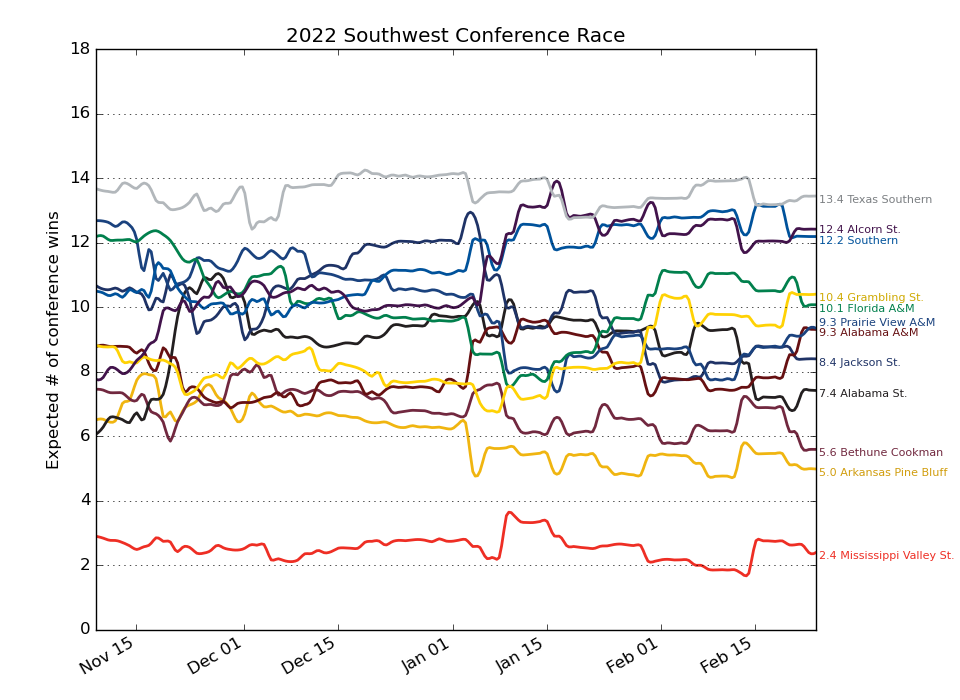 2022 Southwest Conference Race
Expected # of conference wins
18
16
14
12
10
8
6
4
2
0
Nov 15
Dec 01
Dec 15
Jan 01
Jan 15
Feb 01
Feb 15
13.4 Texas Southern
12.4 Alcorn St.
12.2 Southern
10.4 Grambling St.
10.1 Florida A&M
9.3 Prairie View A&M
9.3 Alabama A&M
8.4 Jackson St.
7.4 Alabama St.
5.6 Bethune Cookman
5.0 Arkansas Pine Bluff
2.4 Mississippi Valley St.